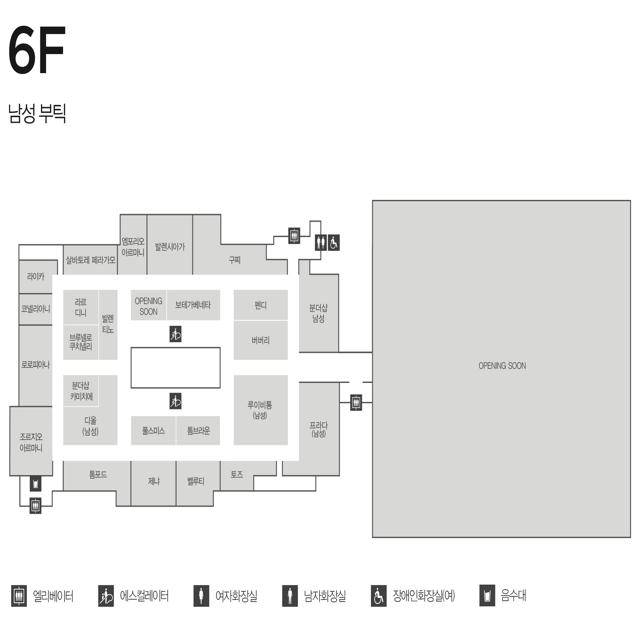 6F
남성 부틱
엠포리오
아르마니
발렌시아가
실바토레 페라가모
구찌
라이카
코넬리아니
로로피아나
조르지오
아르마니
라르
디니
발렌
티노
브루넬로
쿠치넬리
OPENING
SOON
보테가베네타
펜디
버버리
분더샵
남성
분더샵
카미치에
디올
(남성)
폴스미스
톰브라운
루이비통
(남성)
프라다
(남성)
톰포드
제냐
벨루티
토즈
OPENING SOON
엘리베이터
에스컬레이터
여자화장실
남자화장실
장애인화장실(여)
음수대